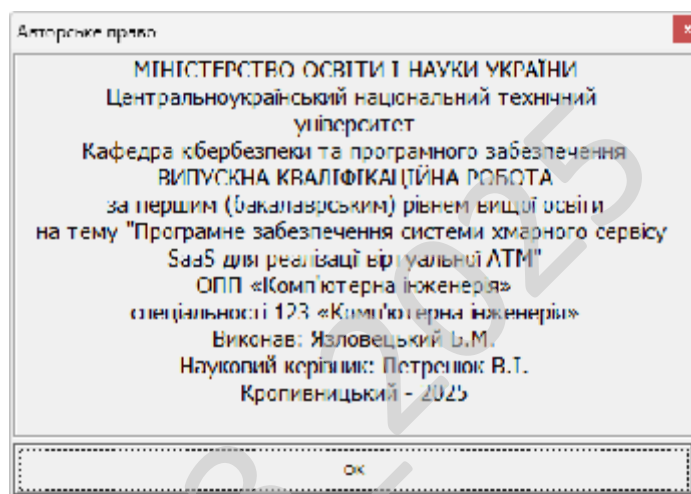 Авторське право
МІНІСТЕРСТВО ОСВІТИ І НАУКИ УКРАЇНИ
Центральноукраїнський національний технічний
університет
Кафедра кібербезпеки та програмного забезпечення
ВИПУСКНА КВАЛІФІКАЦІЙНА РОБОТА
за першим (бакалаврським) рівнем вищої освіти
на тему "Програмне забезпечення системи хмарного сервісу
SaaS для реалізації віртуальної АТМ"
ОПП «Комп'ютерна інженерія»
спеціальності 123 «Комп'ютерна інженерія»
Виконав: Язловецький Б.М.
Науковий керівник: Петренюк В.І.
Кропивницький - 2025
ОК
2025